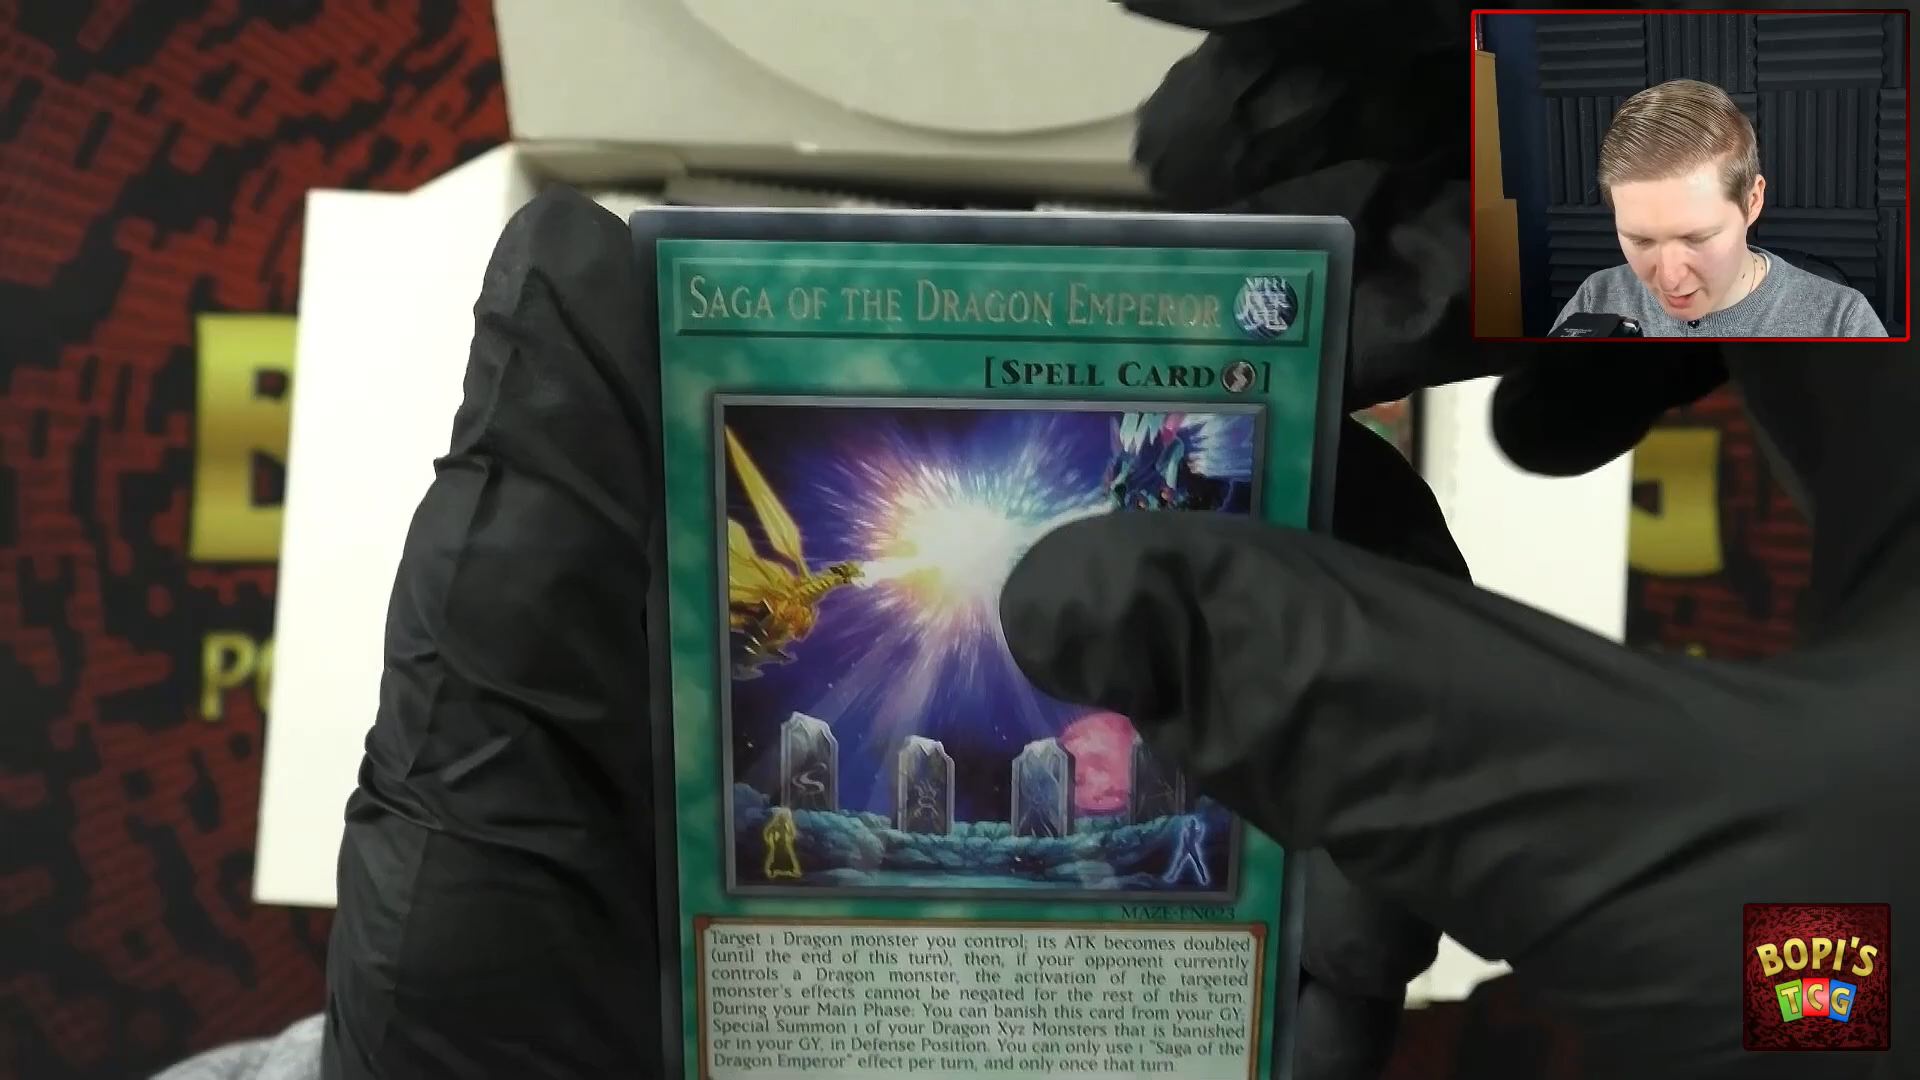 SAGA OF THE DRAGON EMPEROR
[SPELL CARD]
MAZE-EN023
Target 1 Dragon monster you control; its ATK becomes doubled
(until the end of this turn), then, if your opponent currently
controls a Dragon monster, the activation of the targeted
monster's effects cannot be negated for the rest of this turn.
During your Main Phase: You can banish this card from your GY;
Special Summon 1 of your Dragon Xyz Monsters that is banished
or in your GY, in Defense Position. You can only use 1 "Saga of the
Dragon Emperor" effect per turn, and only once that turn.
BOPI'S
TCG